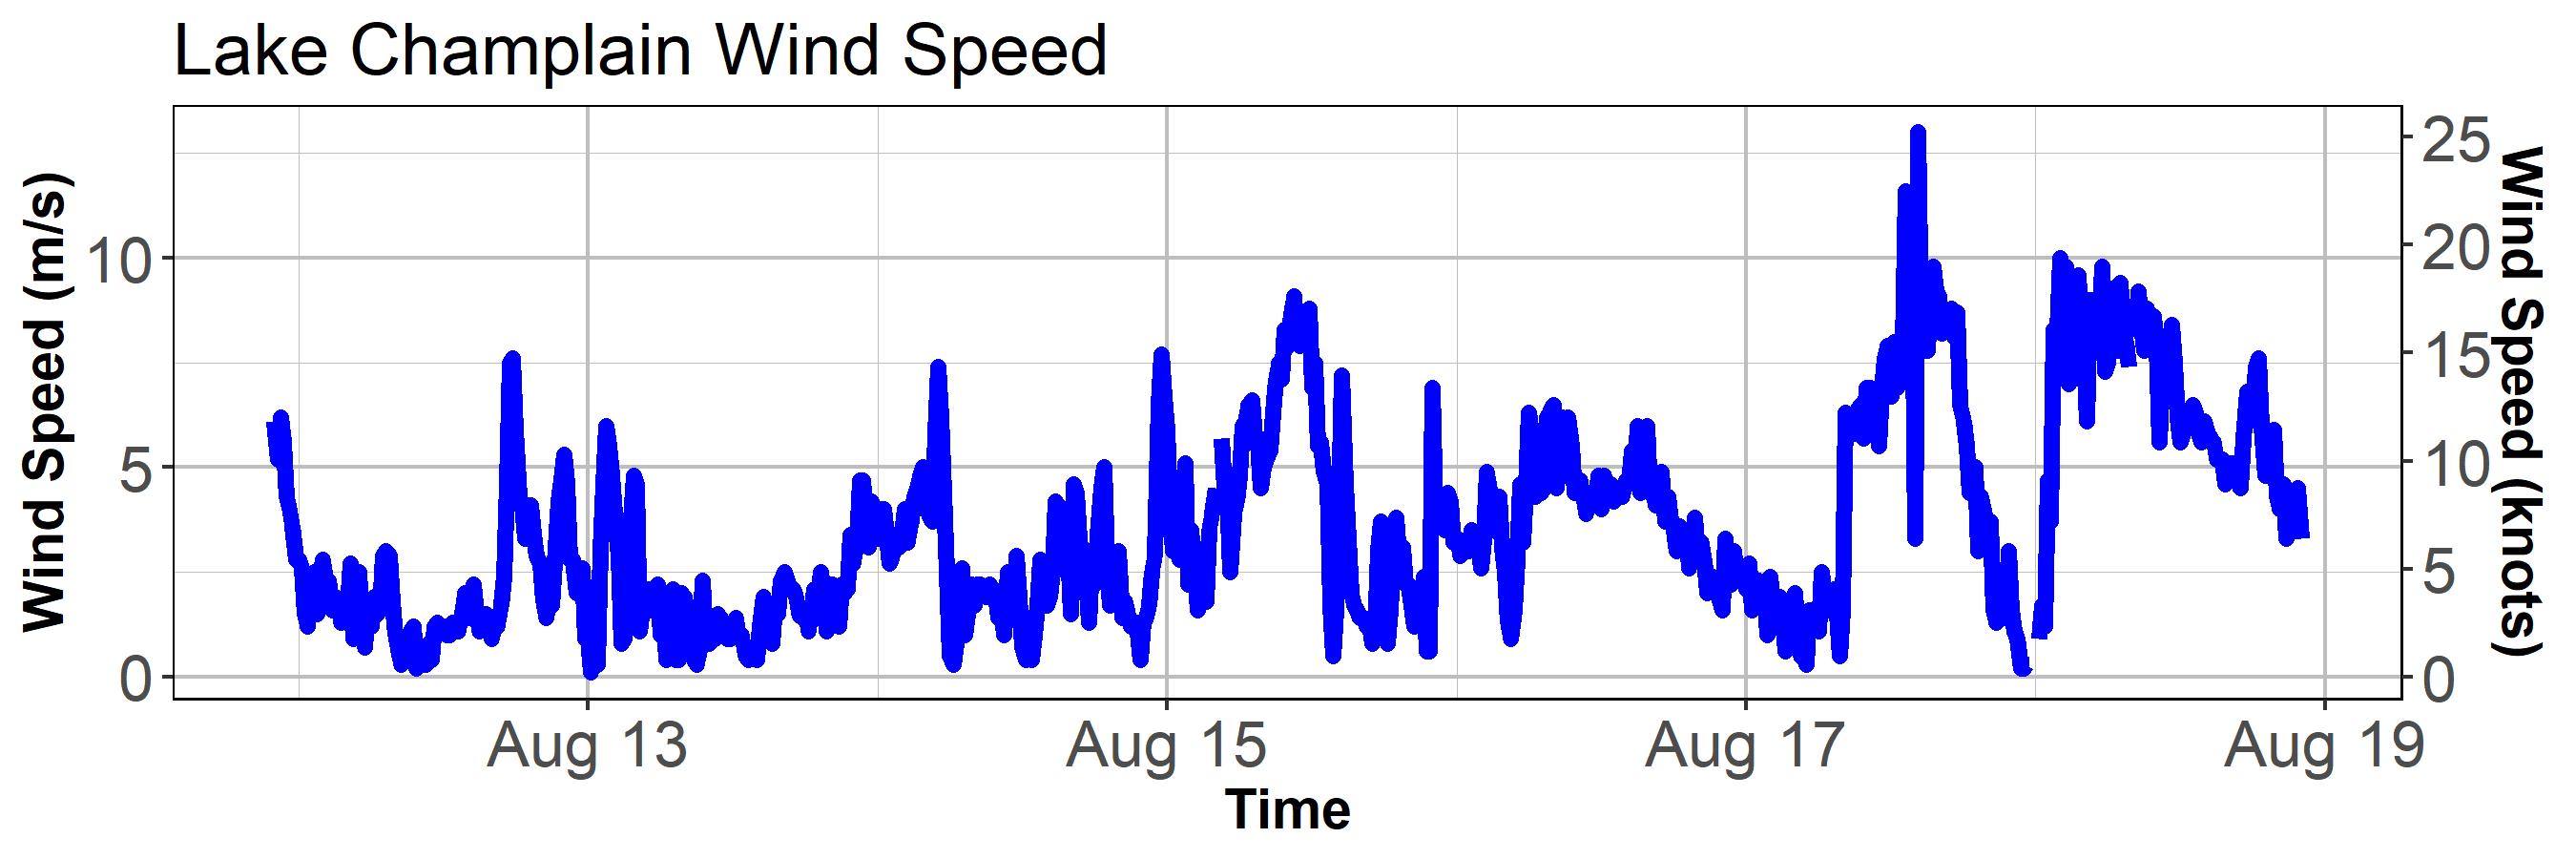 Lake Champlain Wind Speed
Wind Speed (m/s)
10
5
0
25
20
15
10
5
0
Wind Speed (knots)
Aug 13
Aug 15
Aug 17
Aug 19
Time